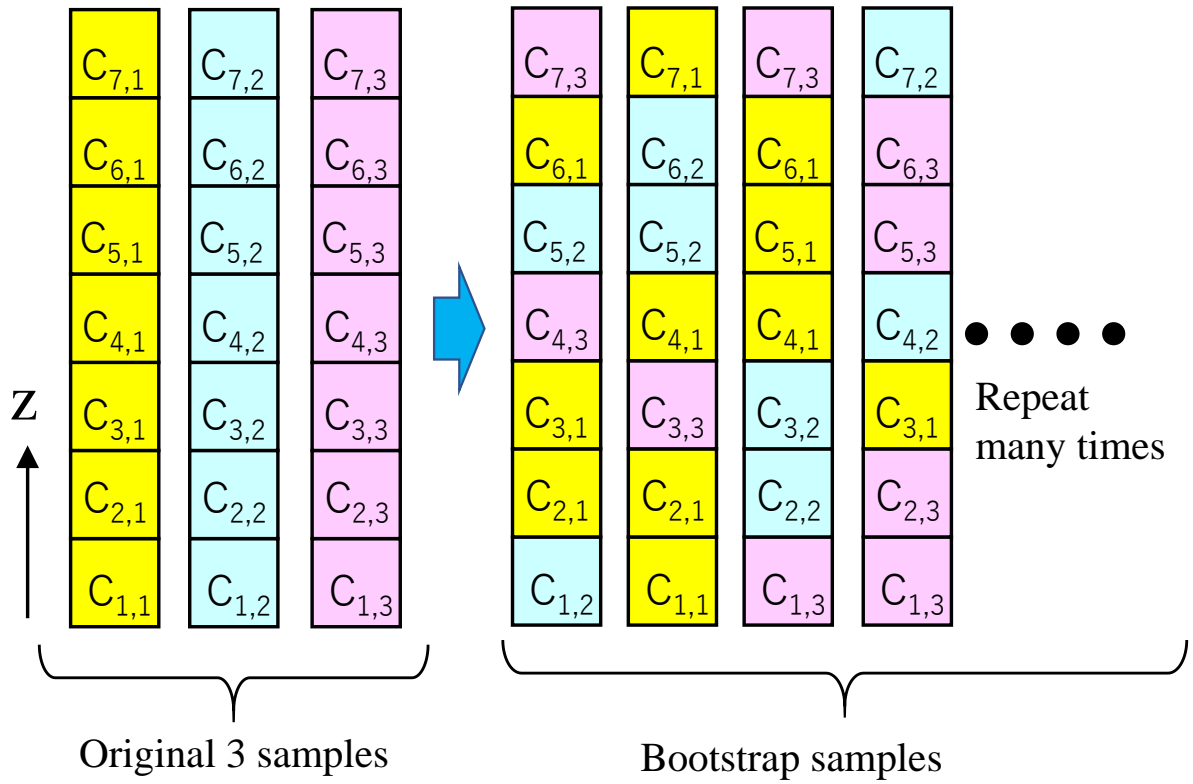 C7,1 C7,2 C7,3 C7,3 C7,1 C7,3 C7,2
C6,1 C6,2 C6,3 C6,1 C6,2 C6,1 C6,3
C5,1 C5,2 C5,3 C5,2 C5,2 C5,1 C5,3
C4,1 C4,2 C4,3 C4,3 C4,1 C4,1 C4,2
C3,1 C3,2 C3,3 C3,1 C3,3 C3,2 C3,1
C2,1 C2,2 C2,3 C2,1 C2,1 C2,2 C2,3
C1,1 C1,2 C1,3 C1,2 C1,1 C1,3 C1,3
z
Repeat
many times
Original 3 samples
Bootstrap samples